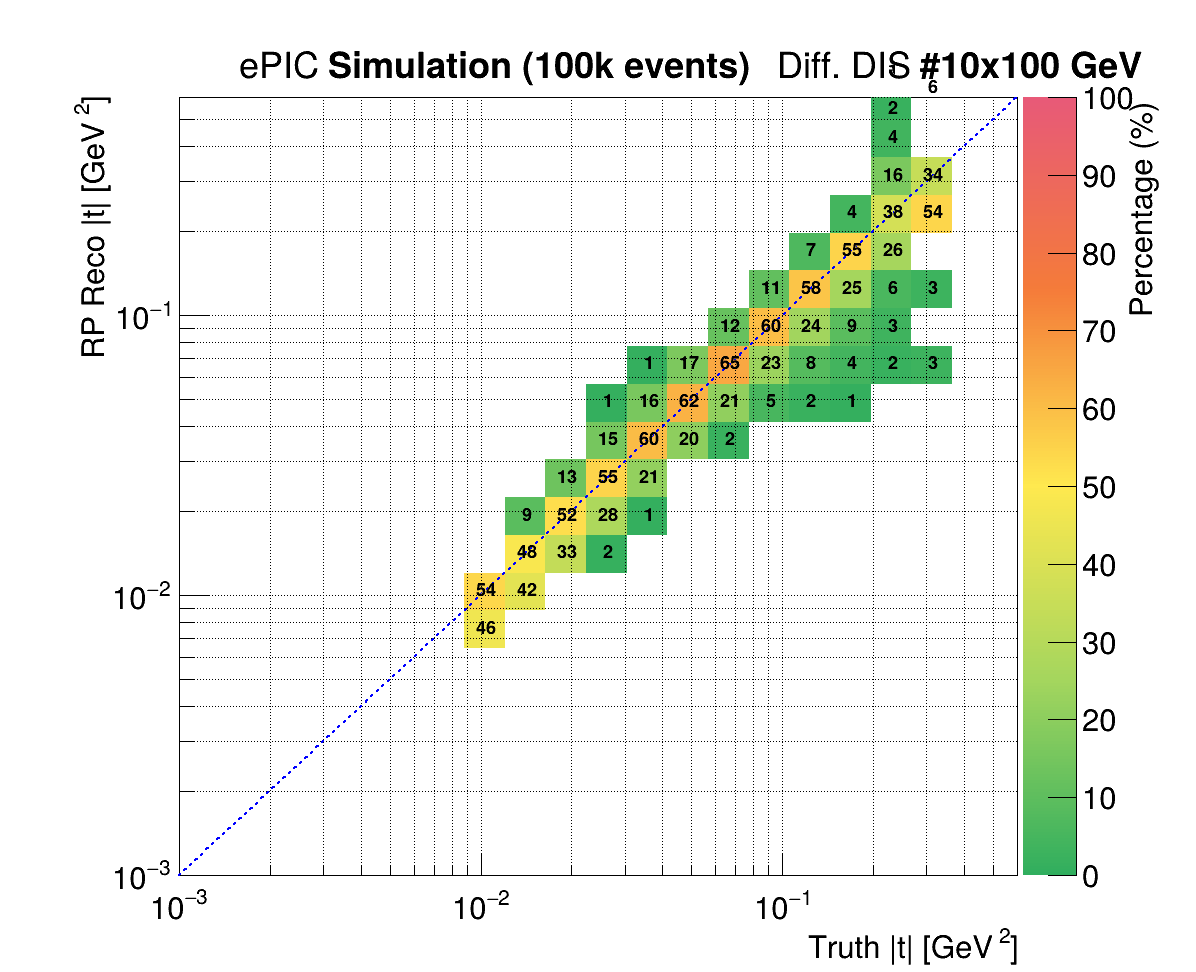 ePIC Simulation (100k events) Diff. DIS #10x100 GeV
6
RP Reco |t| [GeV²]
Percentage (%)
100
90
80
70
60
50
40
30
20
10
0
10⁻¹
10⁻²
10⁻³
2
4
16 34
4 38 54
7 55 26
11 58 25 6 3
12 60 24 9 3
1 17 65 23 8 4 2 3
1 16 62 21 5 2 1
15 60 20 2
13 55 21
9 52 28 1
48 33 2
54 42
46
10⁻³ 10⁻² 10⁻¹
Truth |t| [GeV²]